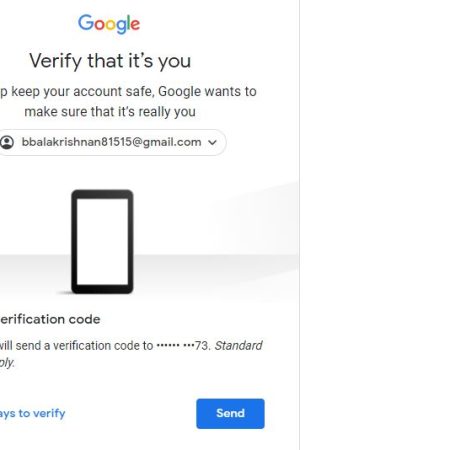 Google
Verify that it's you
p keep your account safe, Google wants to
make sure that it's really you
bbalakrishnan81515@gmail.com
erification code
will send a verification code to •••••• •••73. Standard
ply.
ays to verify
Send